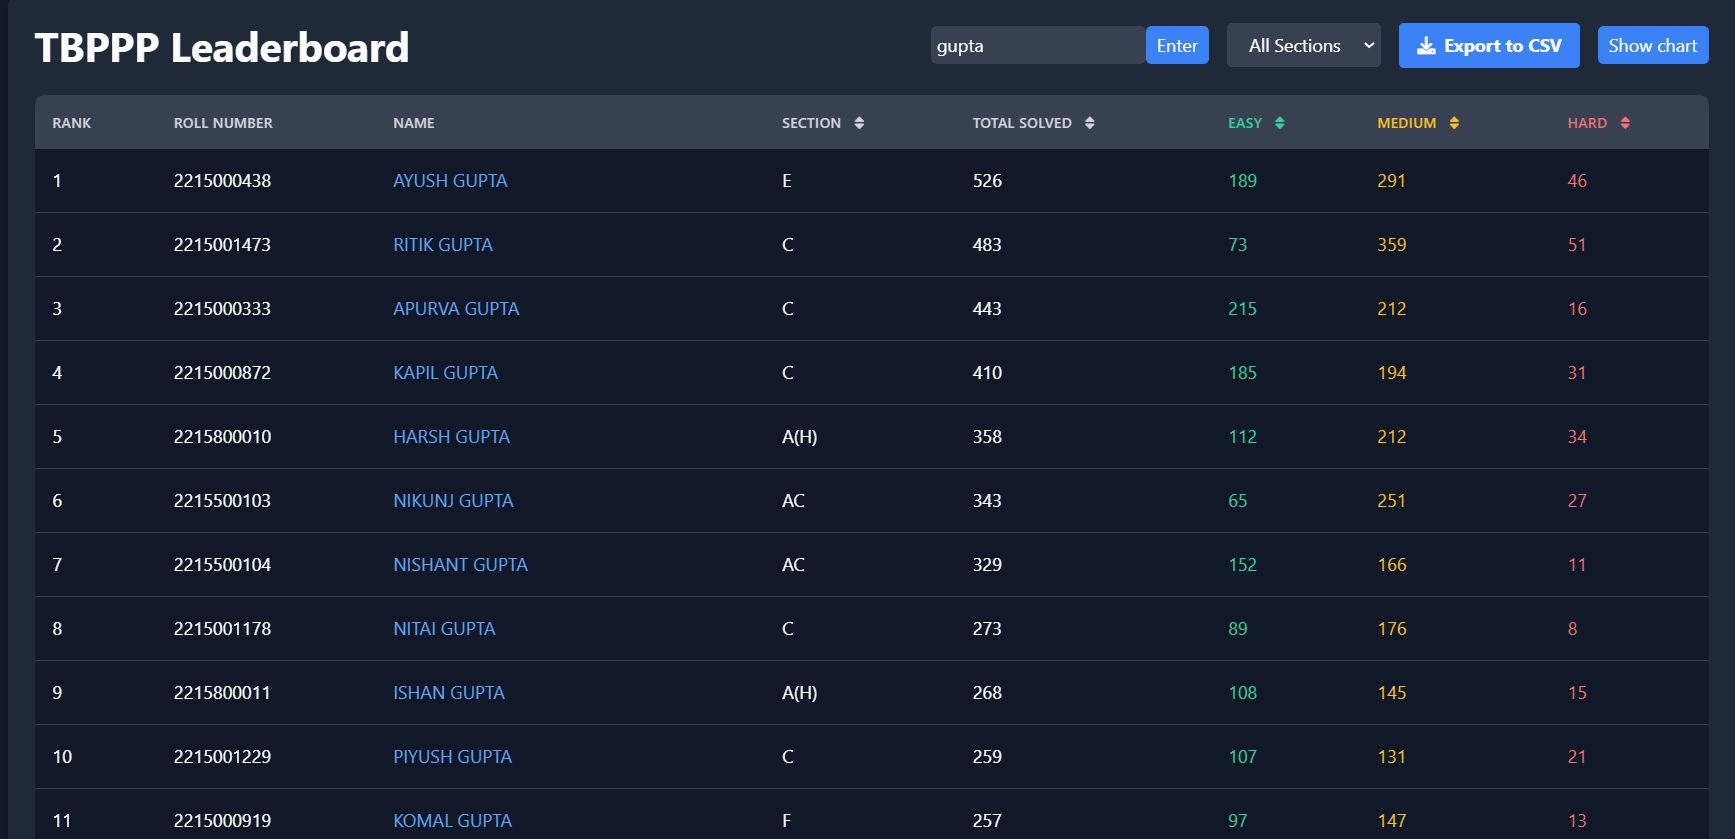 TBPPP Leaderboard gupta Enter All Sections Export to CSV Show chart
RANK ROLL NUMBER NAME SECTION TOTAL SOLVED EASY MEDIUM HARD
1 2215000438 AYUSH GUPTA E 526 189 291 46
2 2215001473 RITIK GUPTA C 483 73 359 51
3 2215000333 APURVA GUPTA C 443 215 212 16
4 2215000872 KAPIL GUPTA C 410 185 194 31
5 2215800010 HARSH GUPTA A(H) 358 112 212 34
6 2215500103 NIKUNJ GUPTA AC 343 65 251 27
7 2215500104 NISHANT GUPTA AC 329 152 166 11
8 2215001178 NITAI GUPTA C 273 89 176 8
9 2215800011 ISHAN GUPTA A(H) 268 108 145 15
10 2215001229 PIYUSH GUPTA C 259 107 131 21
11 2215000919 KOMAL GUPTA F 257 97 147 13